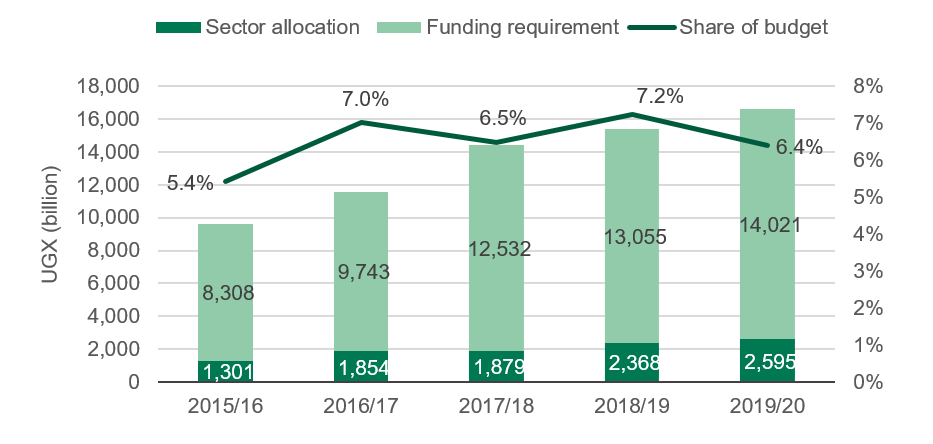 Sector allocation Funding requirement Share of budget
18,000 8%
16,000 7%
14,000 6%
12,000 5%
10,000 4%
8,000 3%
6,000 2%
4,000 1%
2,000 0%
0
UGX (billion)
5.4% 7.0% 6.5% 7.2% 6.4%
8,308 9,743 12,532 13,055 14,021
1,301 1,854 1,879 2,368 2,595
2015/16 2016/17 2017/18 2018/19 2019/20